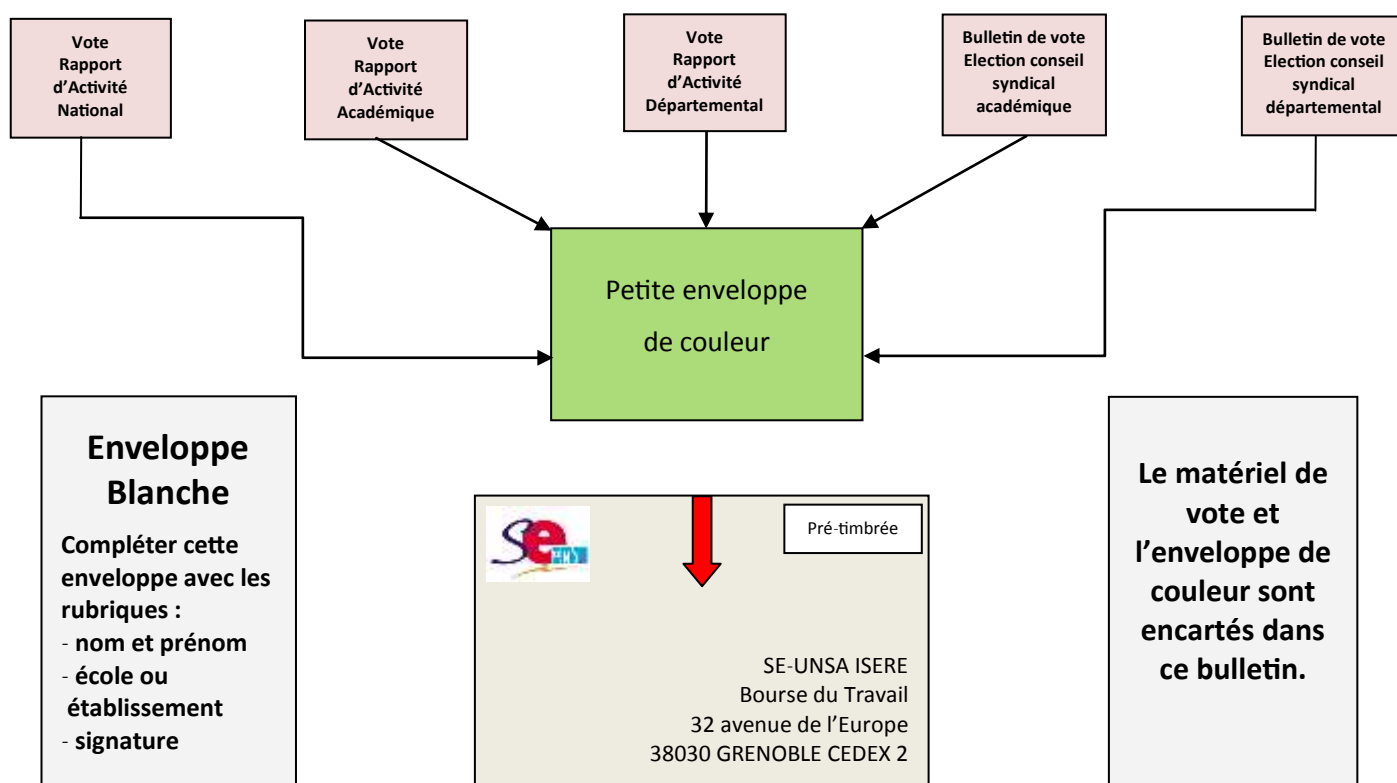 Vote
Rapport
d’Activité
National
Vote
Rapport
d’Activité
Académique
Vote
Rapport
d’Activité
Départemental
Bulletin de vote
Election conseil
syndical
académique
Bulletin de vote
Election conseil
syndical
départemental
Petite enveloppe
de couleur
Enveloppe
Blanche
Compléter cette
enveloppe avec les
rubriques :
- nom et prénom
- école ou
établissement
- signature
Se
Pré-timbrée
SE-UNSA ISERE
Bourse du Travail
32 avenue de l’Europe
38030 GRENOBLE CEDEX 2
Le matériel de
vote et
l’enveloppe de
couleur sont
encartés dans
ce bulletin.